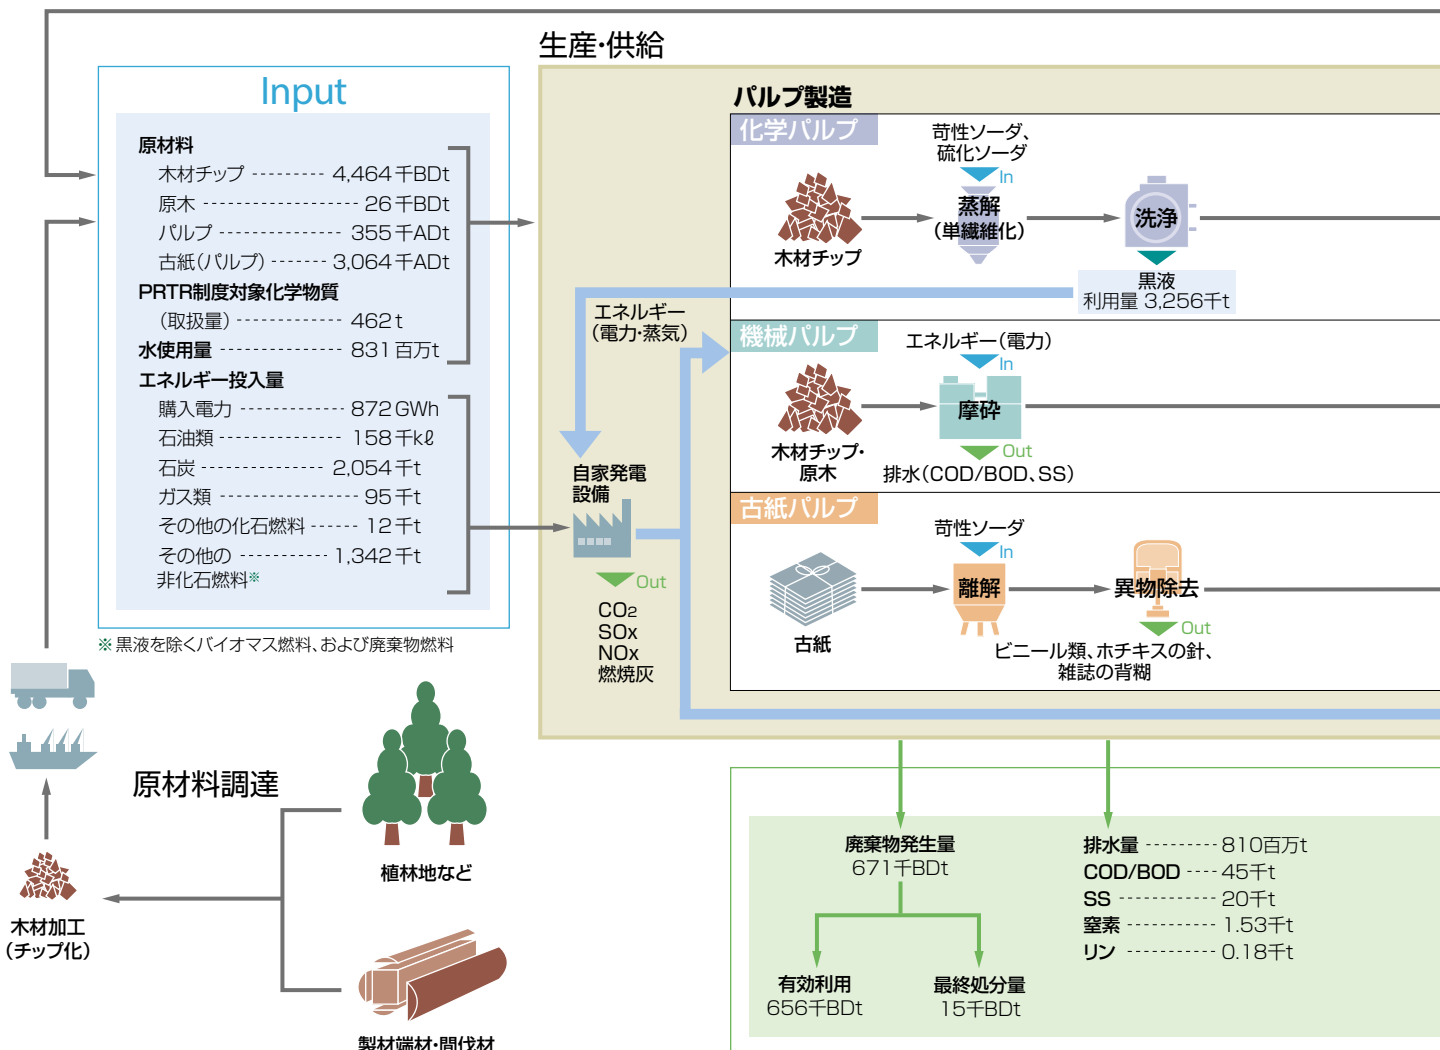 生産・供給
Input
原材料
木材チップ 4,464千BDt
原木 26千BDt
パルプ 355千ADt
古紙(パルプ) 3,064千ADt
PRTR制度対象化学物質
(取扱量) 462t
水使用量 831百万t
エネルギー投入量
購入電力 872GWh
石油類 158千kℓ
石炭 2,054千t
ガス類 95千t
その他の化石燃料 12千t
その他の 1,342千t
非化石燃料※
※黒液を除くバイオマス燃料、および廃棄物燃料
パルプ製造
化学パルプ
苛性ソーダ、
硫化ソーダ
In
木材チップ
蒸解
(単繊維化)
洗浄
黒液
利用量 3,256千t
エネルギー
(電力・蒸気)
機械パルプ
エネルギー(電力)
In
木材チップ・
原木
摩砕
Out
排水(COD/BOD、SS)
自家発電
設備
Out
CO2
SOx
NOx
燃焼灰
古紙パルプ
苛性ソーダ
In
古紙
離解
異物除去
Out
ビニール類、ホチキスの針、
雑誌の背糊
原材料調達
植林地など
木材加工
(チップ化)
製材端材・間伐材
廃棄物発生量
671千BDt
有効利用
656千BDt
最終処分量
15千BDt
排水量 810百万t
COD/BOD 45千t
SS 20千t
窒素 1.53千t
リン 0.18千t